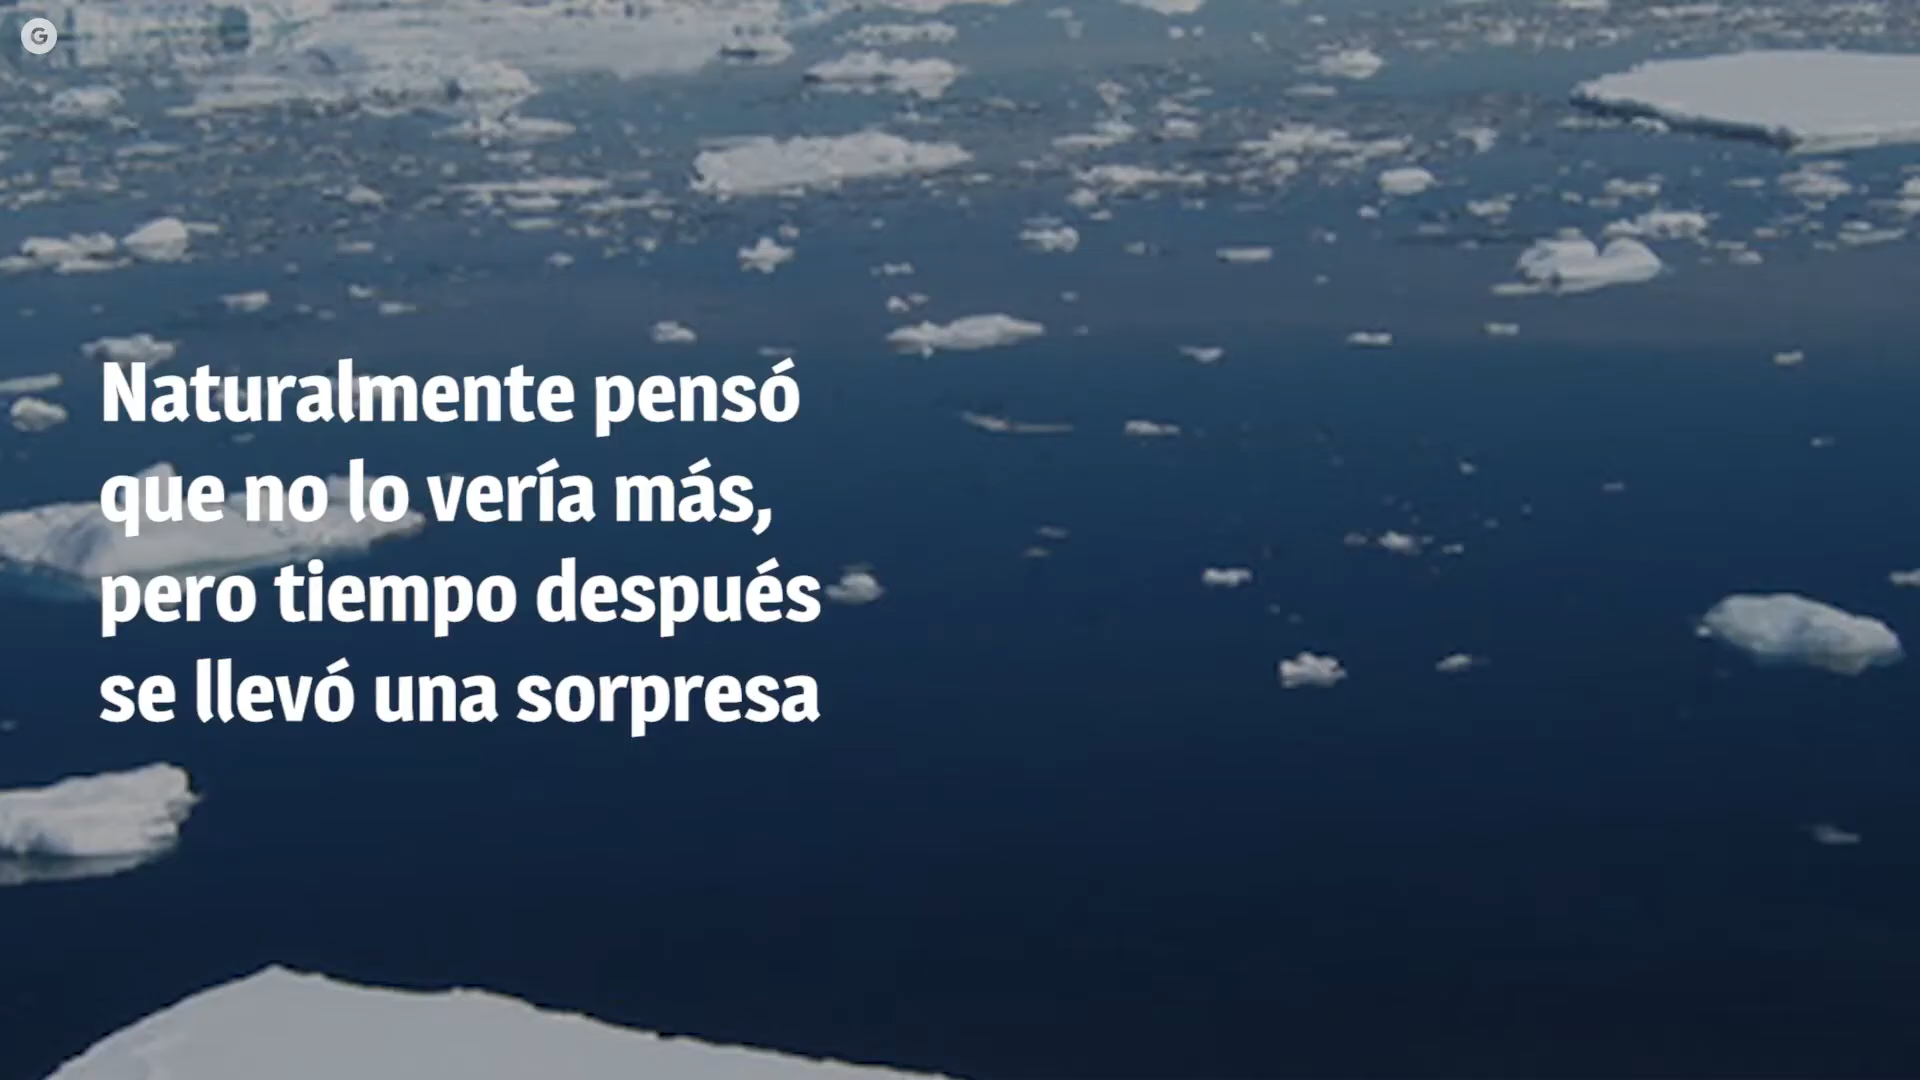 G
Naturalmente pensó
que no lo vería más,
pero tiempo después
se llevó una sorpresa